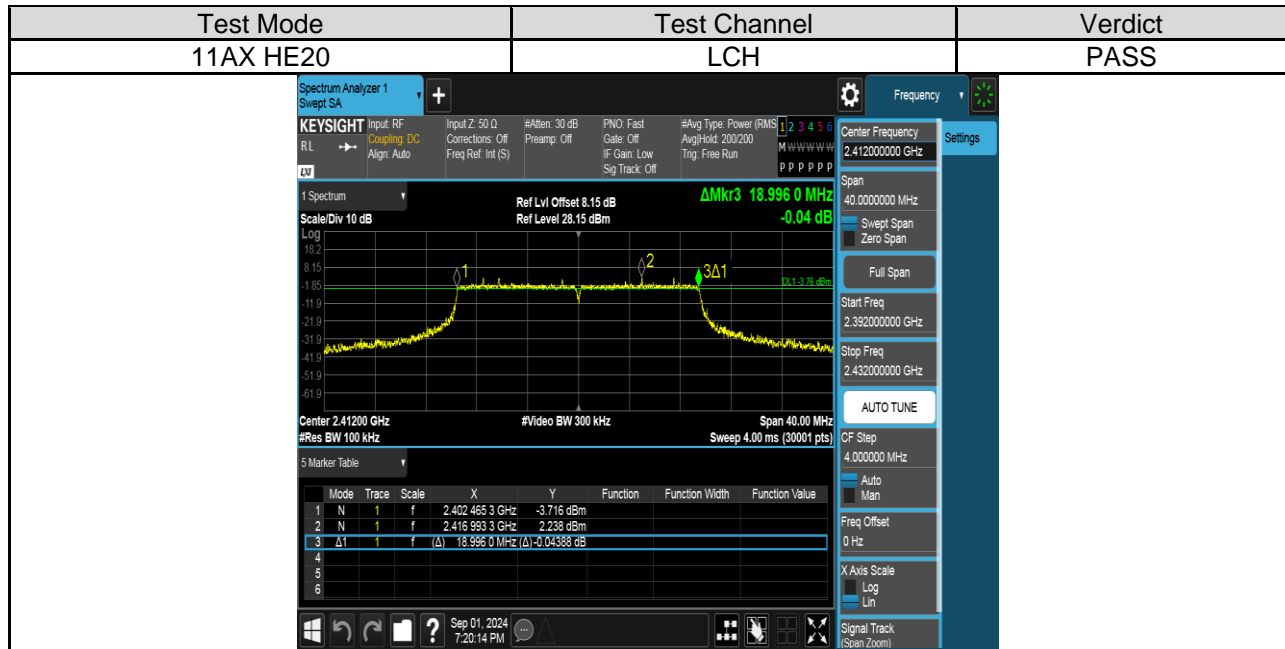 Test Mode Test Channel Verdict
11AX HE20 LCH PASS
Spectrum Analyzer 1
Swept SA
+
Frequency
KEYSIGHT Input: RF Input Z: 50 Ω #Atten: 30 dB PNO: Fast #Avg Type: Power (RMS 1 2 3 4 5 6
RL Coupling: DC Corrections: Off Preamp: Off Gate: Off Avg|Hold: 200/200 M W W W W W
Align: Auto Freq Ref: Int (S) IF Gain: Low Trig: Free Run
LXI Sig Track: Off P P P P P P
1 Spectrum Ref Lvl Offset 8.15 dB ΔMkr3 18.996 0 MHz
Scale/Div 10 dB Ref Level 28.15 dBm -0.04 dB
Log
18.2
8.15
-1.85
-11.9
-21.9
-31.9
-41.9
-51.9
-61.9
1
2
3Δ1
DL1 -3.76 dBm
Center 2.41200 GHz #Video BW 300 kHz Span 40.00 MHz
#Res BW 100 kHz Sweep 4.00 ms (30001 pts)
5 Marker Table
Mode Trace Scale X Y Function Function Width Function Value
1 N 1 f 2.402 465 3 GHz -3.716 dBm
2 N 1 f 2.416 993 3 GHz 2.238 dBm
3 Δ1 1 f (Δ) 18.996 0 MHz (Δ) -0.04388 dB
4
5
6
Sep 01, 2024
7:20:14 PM
?
Center Frequency
2.412000000 GHz
Settings
Span
40.0000000 MHz
Swept Span
Zero Span
Full Span
Start Freq
2.392000000 GHz
Stop Freq
2.432000000 GHz
AUTO TUNE
CF Step
4.000000 MHz
Auto
Man
Freq Offset
0 Hz
X Axis Scale
Log
Lin
Signal Track
(Span Zoom)